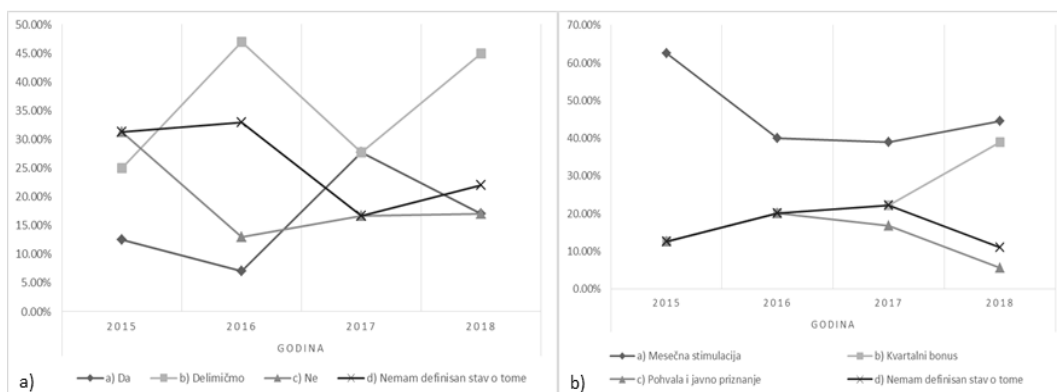 50.00%
45.00%
40.00%
35.00%
30.00%
25.00%
20.00%
15.00%
10.00%
5.00%
0.00%
2015 2016 2017 2018
GODINA
a) Da b) Delimičmo c) Ne d) Nemam definisan stav o tome
a)
70.00%
60.00%
50.00%
40.00%
30.00%
20.00%
10.00%
0.00%
2015 2016 2017 2018
GODINA
a) Mesečna stimulacija b) Kvartalni bonus
c) Pohvala i javno priznanje d) Nemam definisan stav o tome
b)